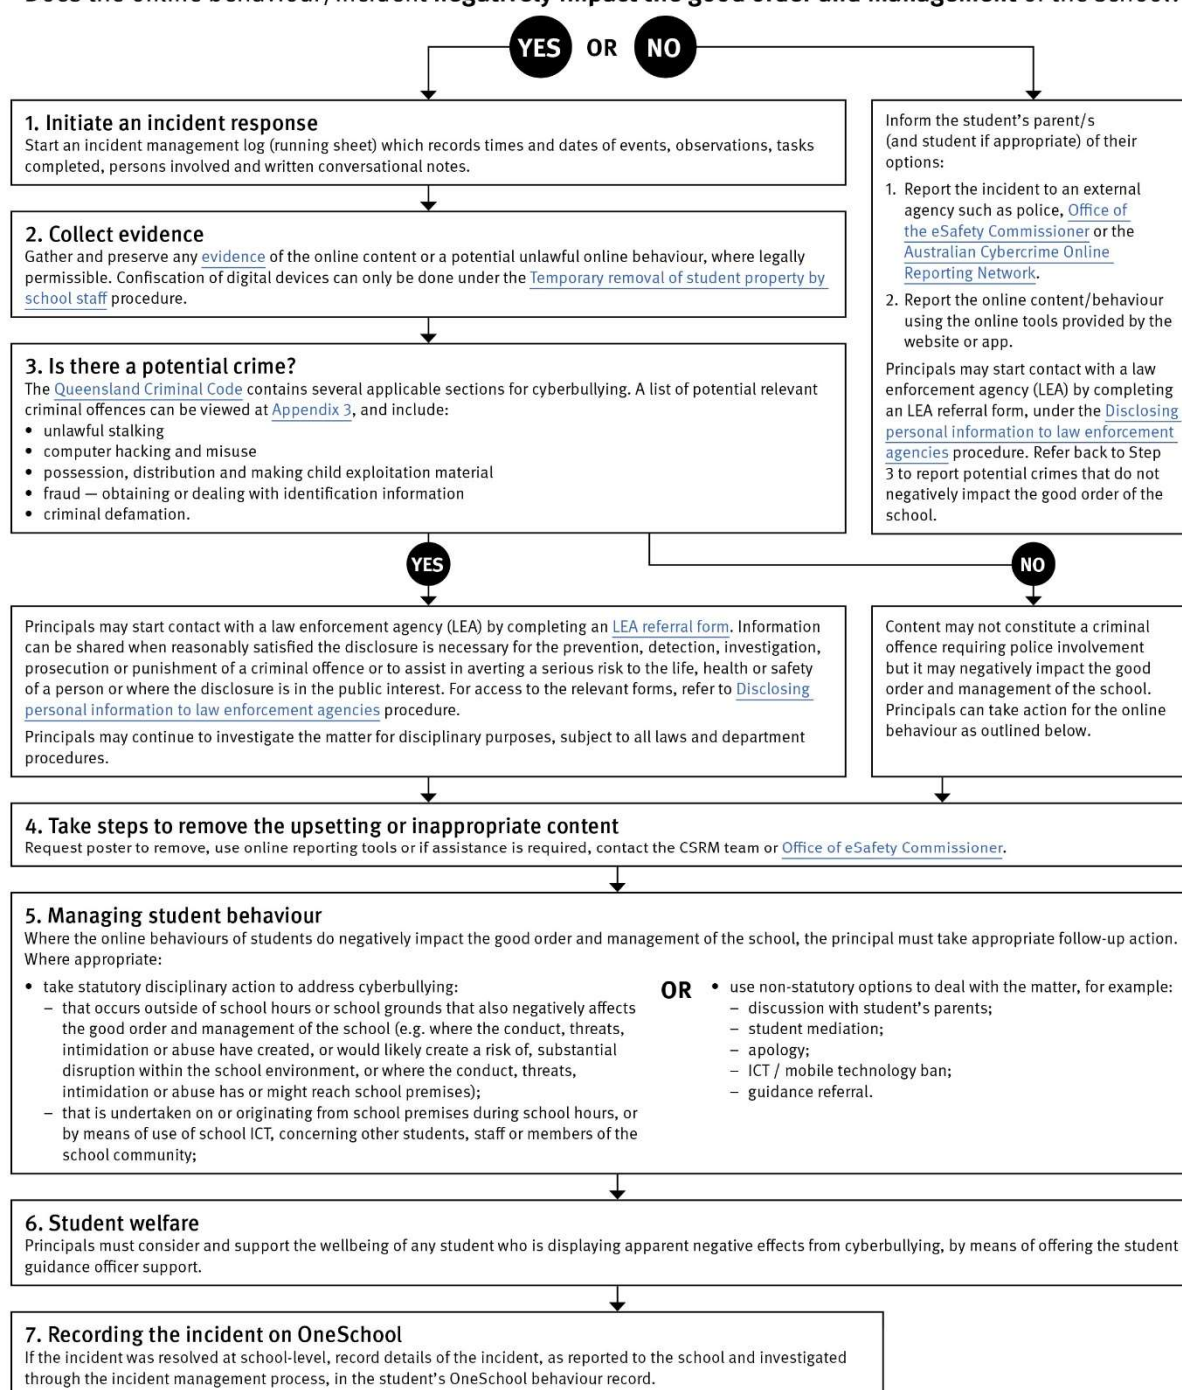 Does the online behaviour/incident negatively impact the good order and management of the school?
YES OR NO
1. Initiate an incident response
Start an incident management log (running sheet) which records times and dates of events, observations, tasks
completed, persons involved and written conversational notes.
2. Collect evidence
Gather and preserve any evidence of the online content or a potential unlawful online behaviour, where legally
permissible. Confiscation of digital devices can only be done under the Temporary removal of student property by
school staff procedure.
3. Is there a potential crime?
The Queensland Criminal Code contains several applicable sections for cyberbullying. A list of potential relevant
criminal offences can be viewed at Appendix 3, and include:
• unlawful stalking
• computer hacking and misuse
• possession, distribution and making child exploitation material
• fraud — obtaining or dealing with identification information
• criminal defamation.
Inform the student's parent/s
(and student if appropriate) of their
options:
1. Report the incident to an external
agency such as police, Office of
the eSafety Commissioner or the
Australian Cybercrime Online
Reporting Network.
2. Report the online content/behaviour
using the online tools provided by the
website or app.
Principals may start contact with a law
enforcement agency (LEA) by completing
an LEA referral form, under the Disclosing
personal information to law enforcement
agencies procedure. Refer back to Step
3 to report potential crimes that do not
negatively impact the good order of the
school.
YES
NO
Principals may start contact with a law enforcement agency (LEA) by completing an LEA referral form. Information
can be shared when reasonably satisfied the disclosure is necessary for the prevention, detection, investigation,
prosecution or punishment of a criminal offence or to assist in averting a serious risk to the life, health or safety
of a person or where the disclosure is in the public interest. For access to the relevant forms, refer to Disclosing
personal information to law enforcement agencies procedure.
Principals may continue to investigate the matter for disciplinary purposes, subject to all laws and department
procedures.
Content may not constitute a criminal
offence requiring police involvement
but it may negatively impact the good
order and management of the school.
Principals can take action for the online
behaviour as outlined below.
4. Take steps to remove the upsetting or inappropriate content
Request poster to remove, use online reporting tools or if assistance is required, contact the CSRM team or Office of eSafety Commissioner.
5. Managing student behaviour
Where the online behaviours of students do negatively impact the good order and management of the school, the principal must take appropriate follow-up action.
Where appropriate:
• take statutory disciplinary action to address cyberbullying:
– that occurs outside of school hours or school grounds that also negatively affects
the good order and management of the school (e.g. where the conduct, threats,
intimidation or abuse have created, or would likely create a risk of, substantial
disruption within the school environment, or where the conduct, threats,
intimidation or abuse has or might reach school premises);
– that is undertaken on or originating from school premises during school hours, or
by means of use of school ICT, concerning other students, staff or members of the
school community;
OR
• use non-statutory options to deal with the matter, for example:
– discussion with student's parents;
– student mediation;
– apology;
– ICT / mobile technology ban;
– guidance referral.
6. Student welfare
Principals must consider and support the wellbeing of any student who is displaying apparent negative effects from cyberbullying, by means of offering the student
guidance officer support.
7. Recording the incident on OneSchool
If the incident was resolved at school-level, record details of the incident, as reported to the school and investigated
through the incident management process, in the student's OneSchool behaviour record.